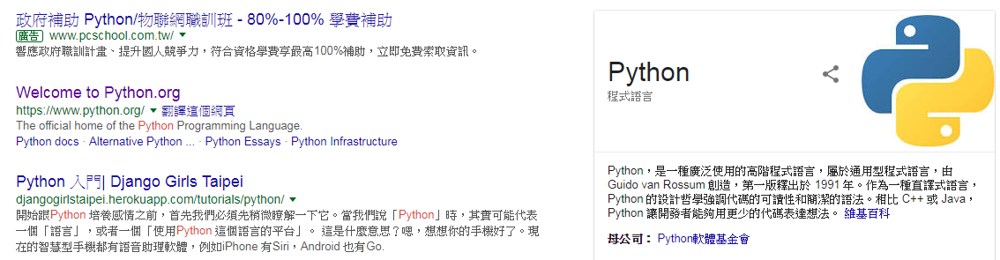 政府補助 Python/物聯網職訓班 - 80%-100% 學費補助
廣告 www.pcschool.com.tw/
響應政府職訓計畫、提升國人競爭力，符合資格學費享最高100%補助，立即免費索取資訊。
Welcome to Python.org
https://www.python.org/ 翻譯這個網頁
The official home of the Python Programming Language.
Python docs · Alternative Python ... · Python Essays · Python Infrastructure
Python 入門| Django Girls Taipei
djangogirlstaipei.herokuapp.com/tutorials/python/
開始跟Python 培養感情之前，首先我們必須先稍微瞭解一下它。當我們說「Python」時，其實可能代表
一個「語言」，或者一個「使用Python 這個語言的平台」。 這是什麼意思？嗯，想想你的手機好了。現
在的智慧型手機都有語音助理軟體，例如iPhone 有Siri，Android 也有Go.
Python
程式語言
Python，是一種廣泛使用的高階程式語言，屬於通用型程式語言，由
Guido van Rossum 創造，第一版釋出於 1991 年。作為一種直譯式語言，
Python 的設計哲學強調代碼的可讀性和簡潔的語法。相比 C++ 或 Java，
Python 讓開發者能夠用更少的代碼表達想法。 維基百科
母公司： Python軟體基金會